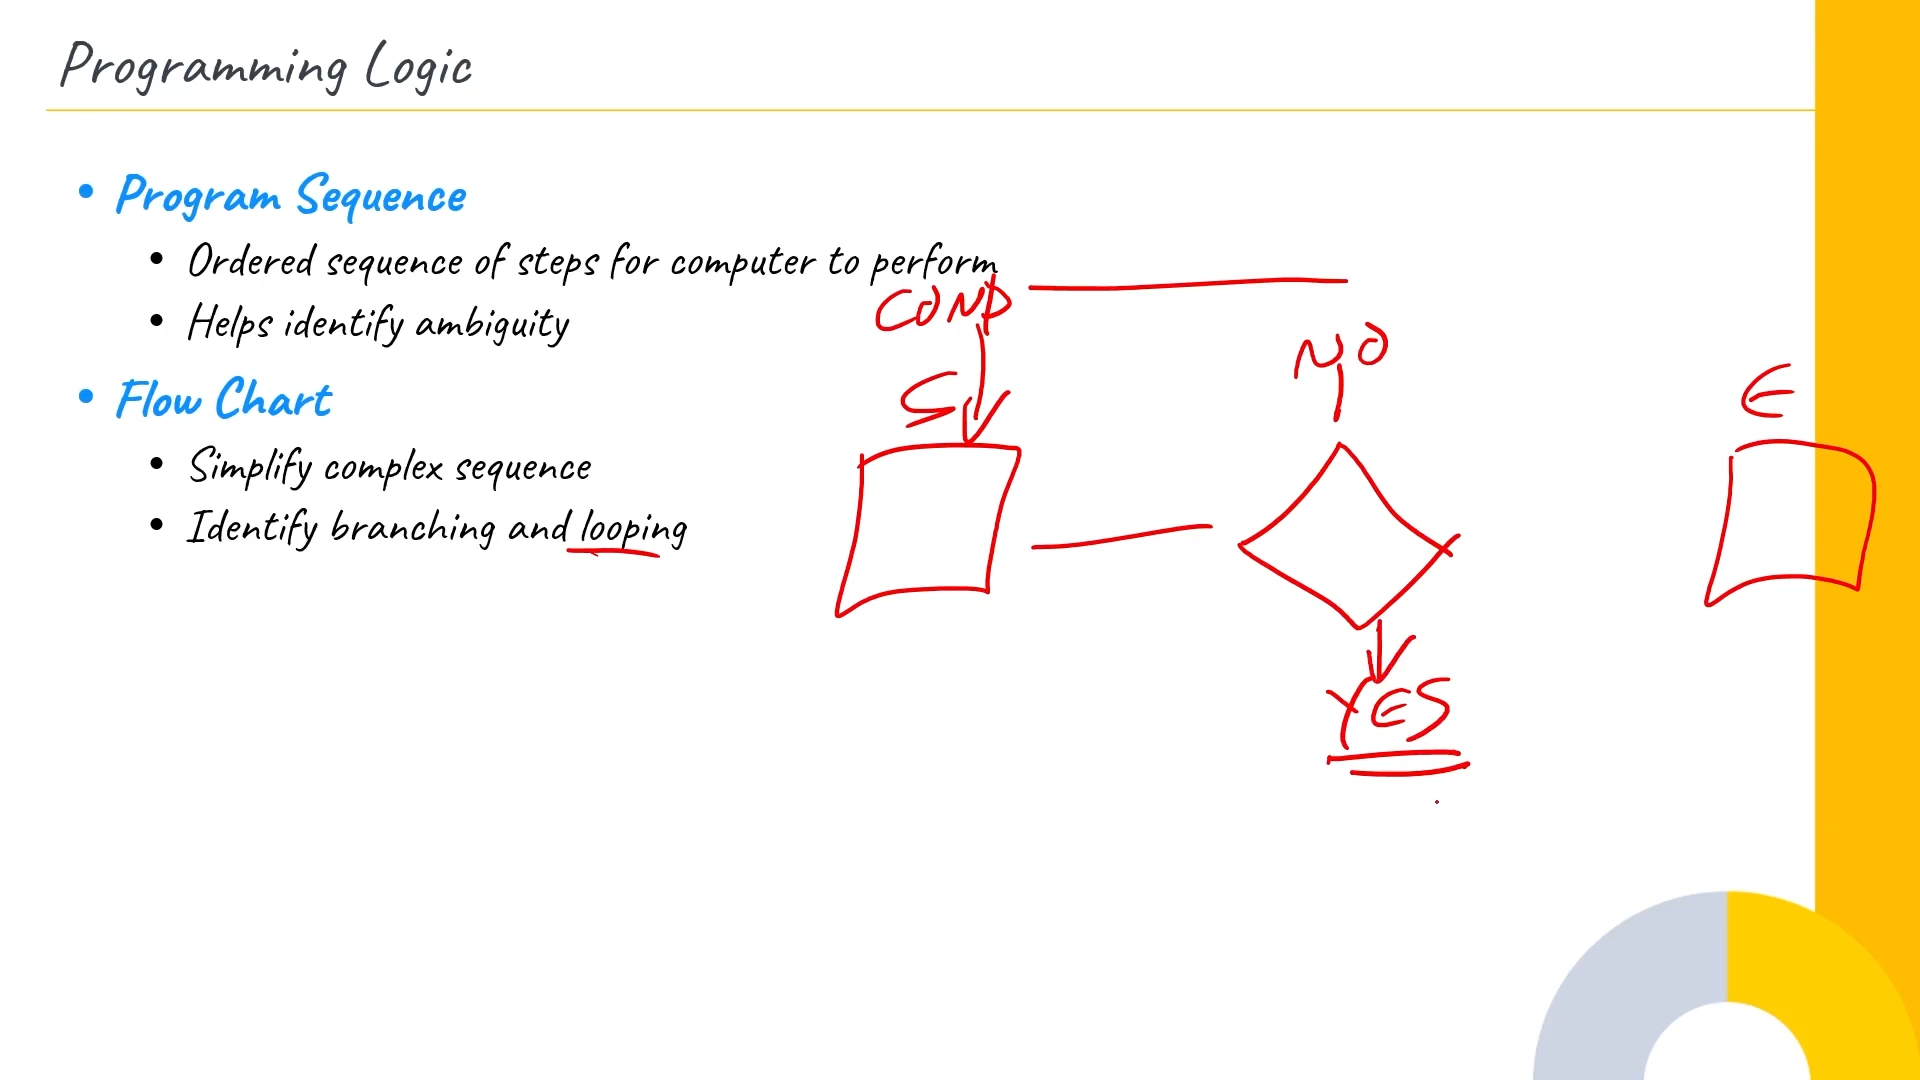 Programming Logic
• Program Sequence
• Ordered sequence of steps for computer to perform
• Helps identify ambiguity
• Flow Chart
• Simplify complex sequence
• Identify branching and looping
COND
NO
S
E
YES